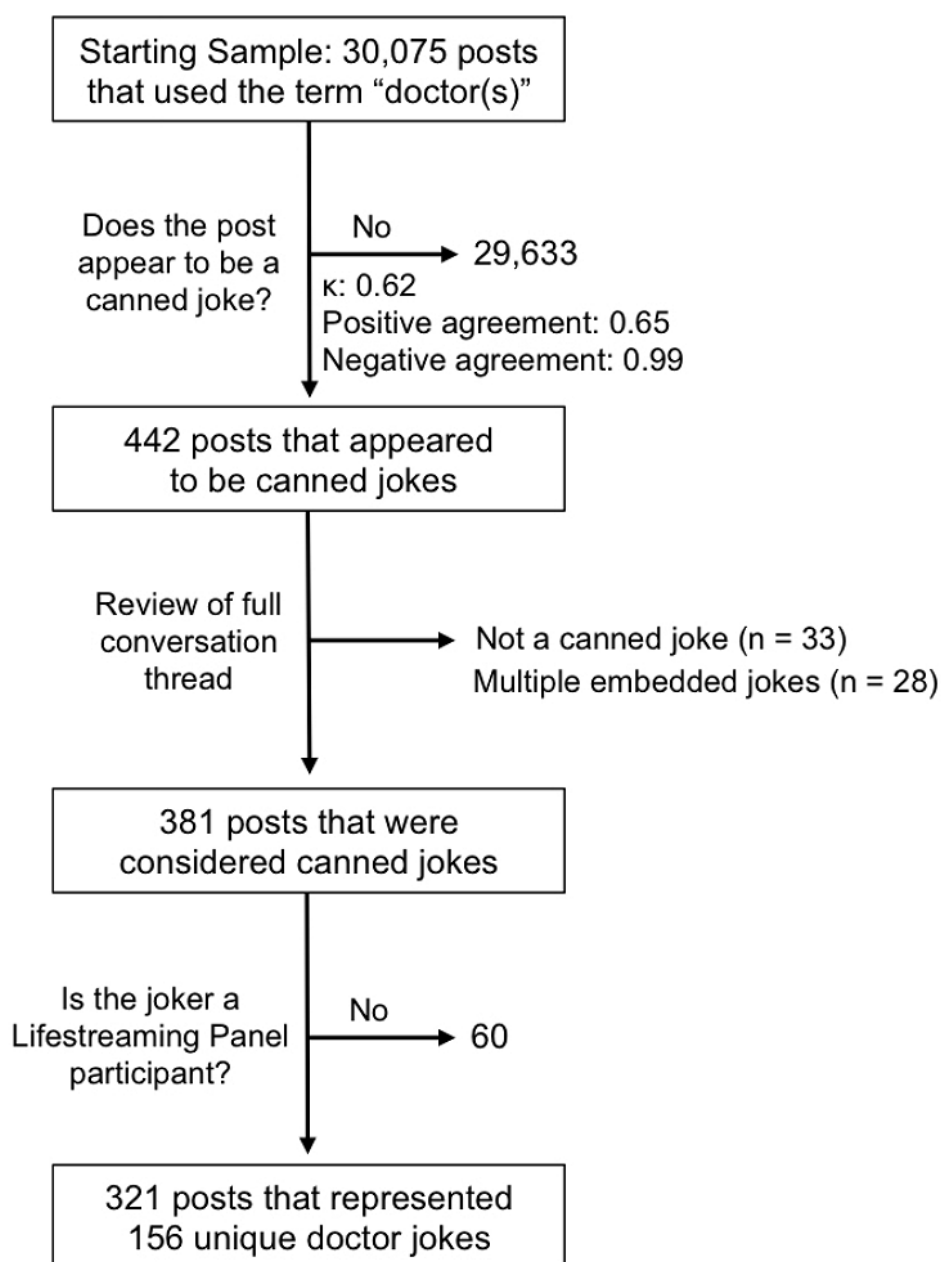 Starting Sample: 30,075 posts
that used the term “doctor(s)”
Does the post
appear to be a
canned joke?
No
29,633
κ: 0.62
Positive agreement: 0.65
Negative agreement: 0.99
442 posts that appeared
to be canned jokes
Review of full
conversation
thread
Not a canned joke (n = 33)
Multiple embedded jokes (n = 28)
381 posts that were
considered canned jokes
Is the joker a
Lifestreaming Panel
participant?
No
60
321 posts that represented
156 unique doctor jokes